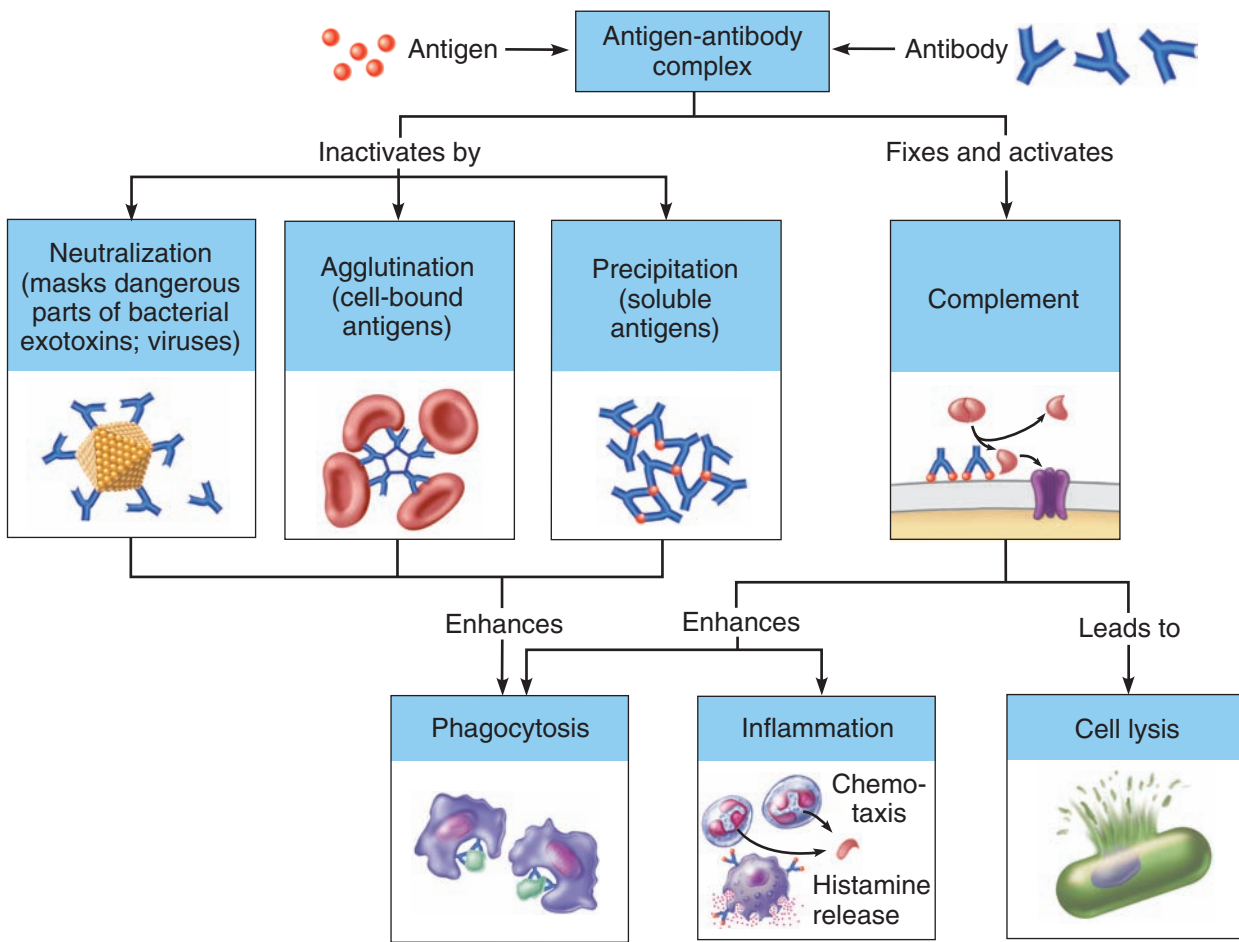 Antigen
Antigen-antibody
complex
Antibody
Inactivates by
Fixes and activates
Neutralization
(masks dangerous
parts of bacterial
exotoxins; viruses)
Agglutination
(cell-bound
antigens)
Precipitation
(soluble
antigens)
Complement
Enhances
Enhances
Leads to
Phagocytosis
Inflammation
Cell lysis
Chemo-
taxis
Histamine
release